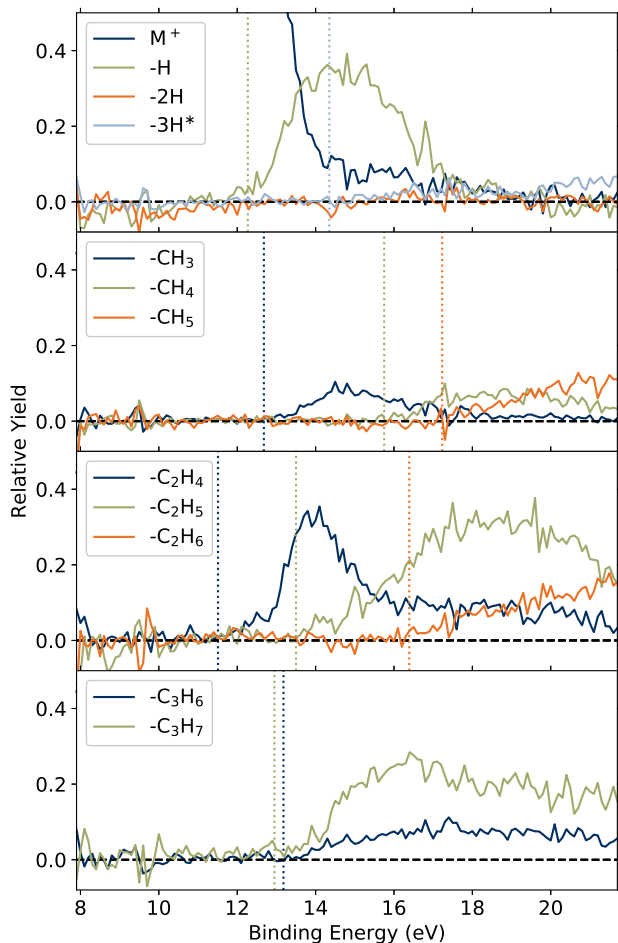 0.4
0.2
0.0
M⁺
-H
-2H
-3H*
0.4
0.2
0.0
-CH₃
-CH₄
-CH₅
Relative Yield
0.4
0.2
0.0
-C₂H₄
-C₂H₅
-C₂H₆
0.4
0.2
0.0
-C₃H₆
-C₃H₇
8 10 12 14 16 18 20
Binding Energy (eV)